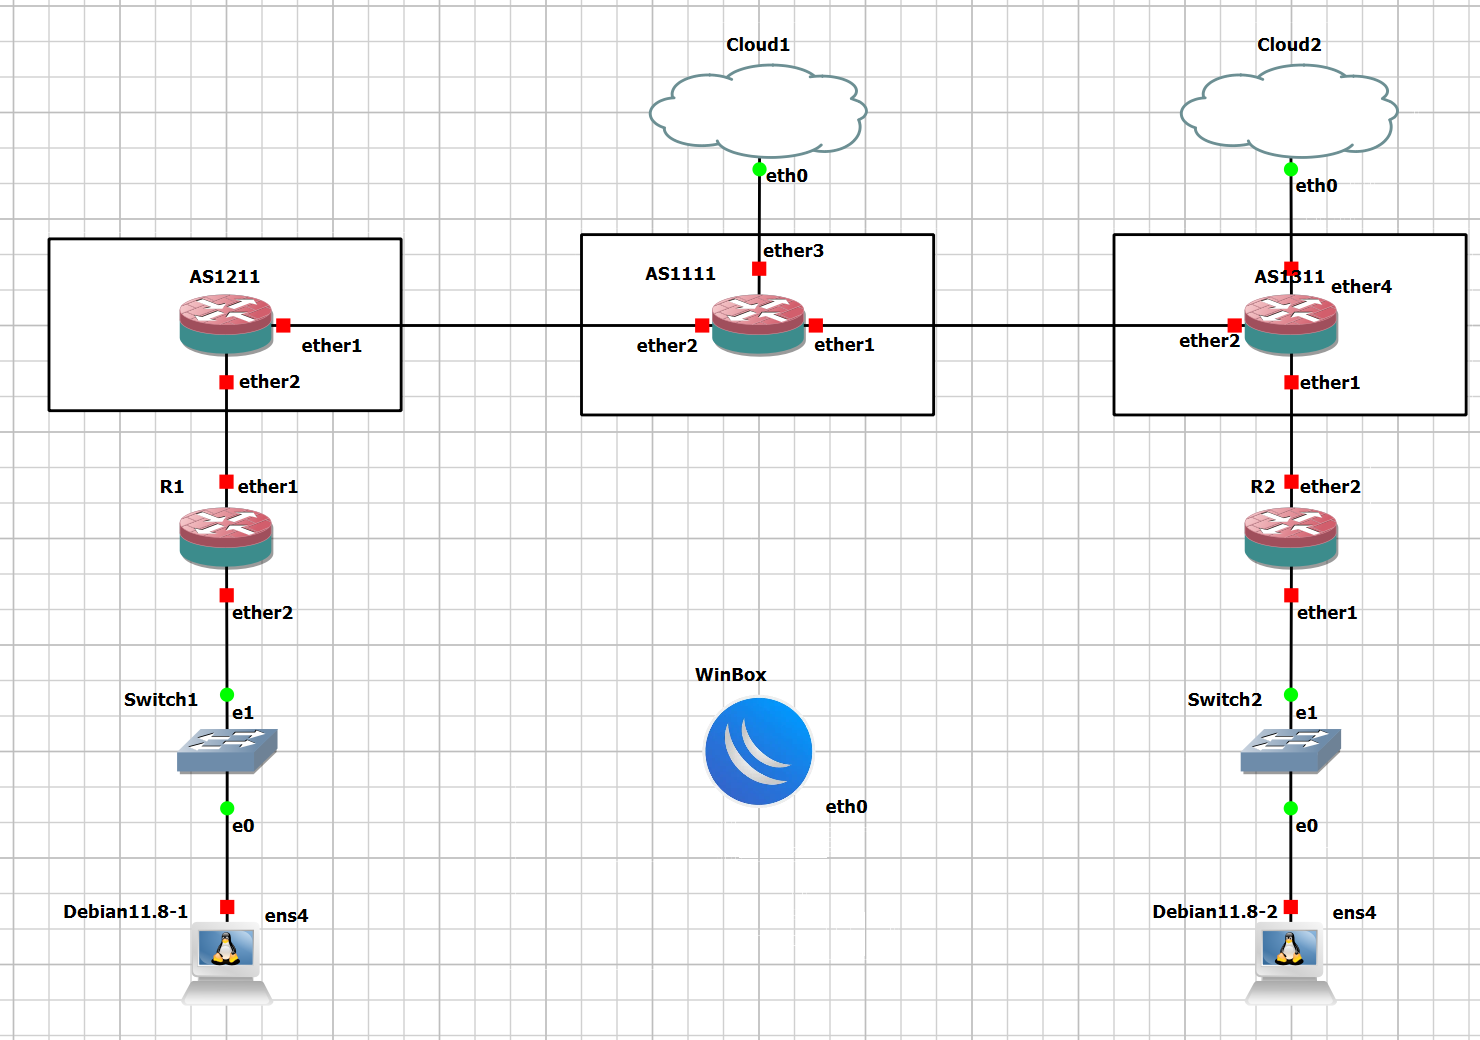 Cloud1
Cloud2
eth0
eth0
ether3
AS1211
AS1111
AS1311
ether4
ether1
ether2
ether1
ether2
ether2
ether1
R1
ether1
R2
ether2
ether2
ether1
WinBox
Switch1
e1
Switch2
e1
eth0
e0
e0
Debian11.8-1
ens4
Debian11.8-2
ens4